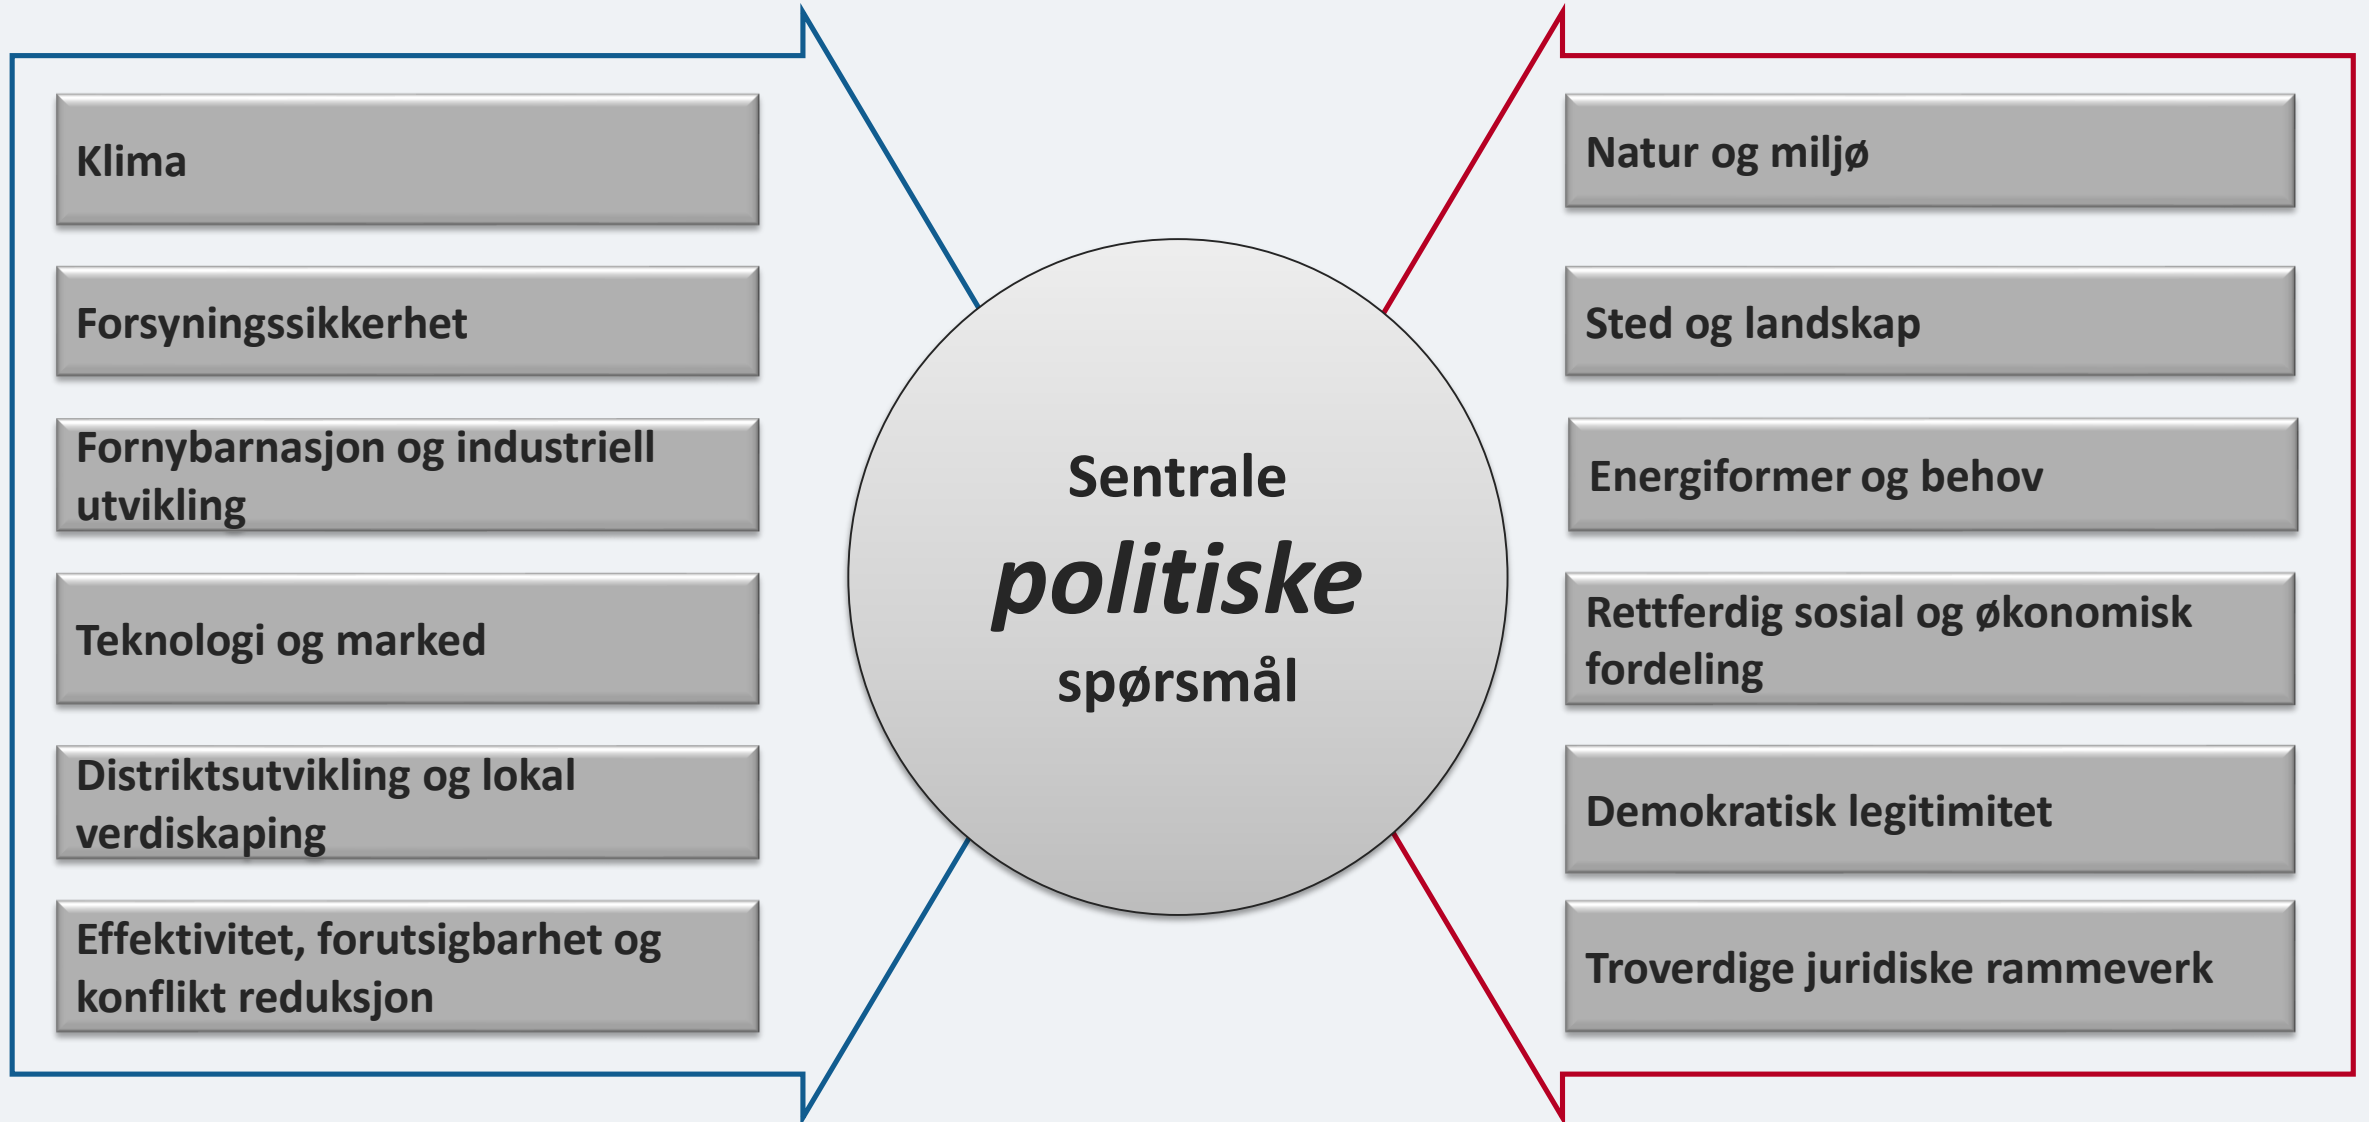 Klima
Forsyningssikkerhet
Fornybarnasjon og industriell
utvikling
Teknologi og marked
Distriktsutvikling og lokal
verdiskaping
Effektivitet, forutsigbarhet og
konflikt reduksjon
Sentrale
politiske
spørsmål
Natur og miljø
Sted og landskap
Energiformer og behov
Rettferdig sosial og økonomisk
fordeling
Demokratisk legitimitet
Troverdige juridiske rammeverk